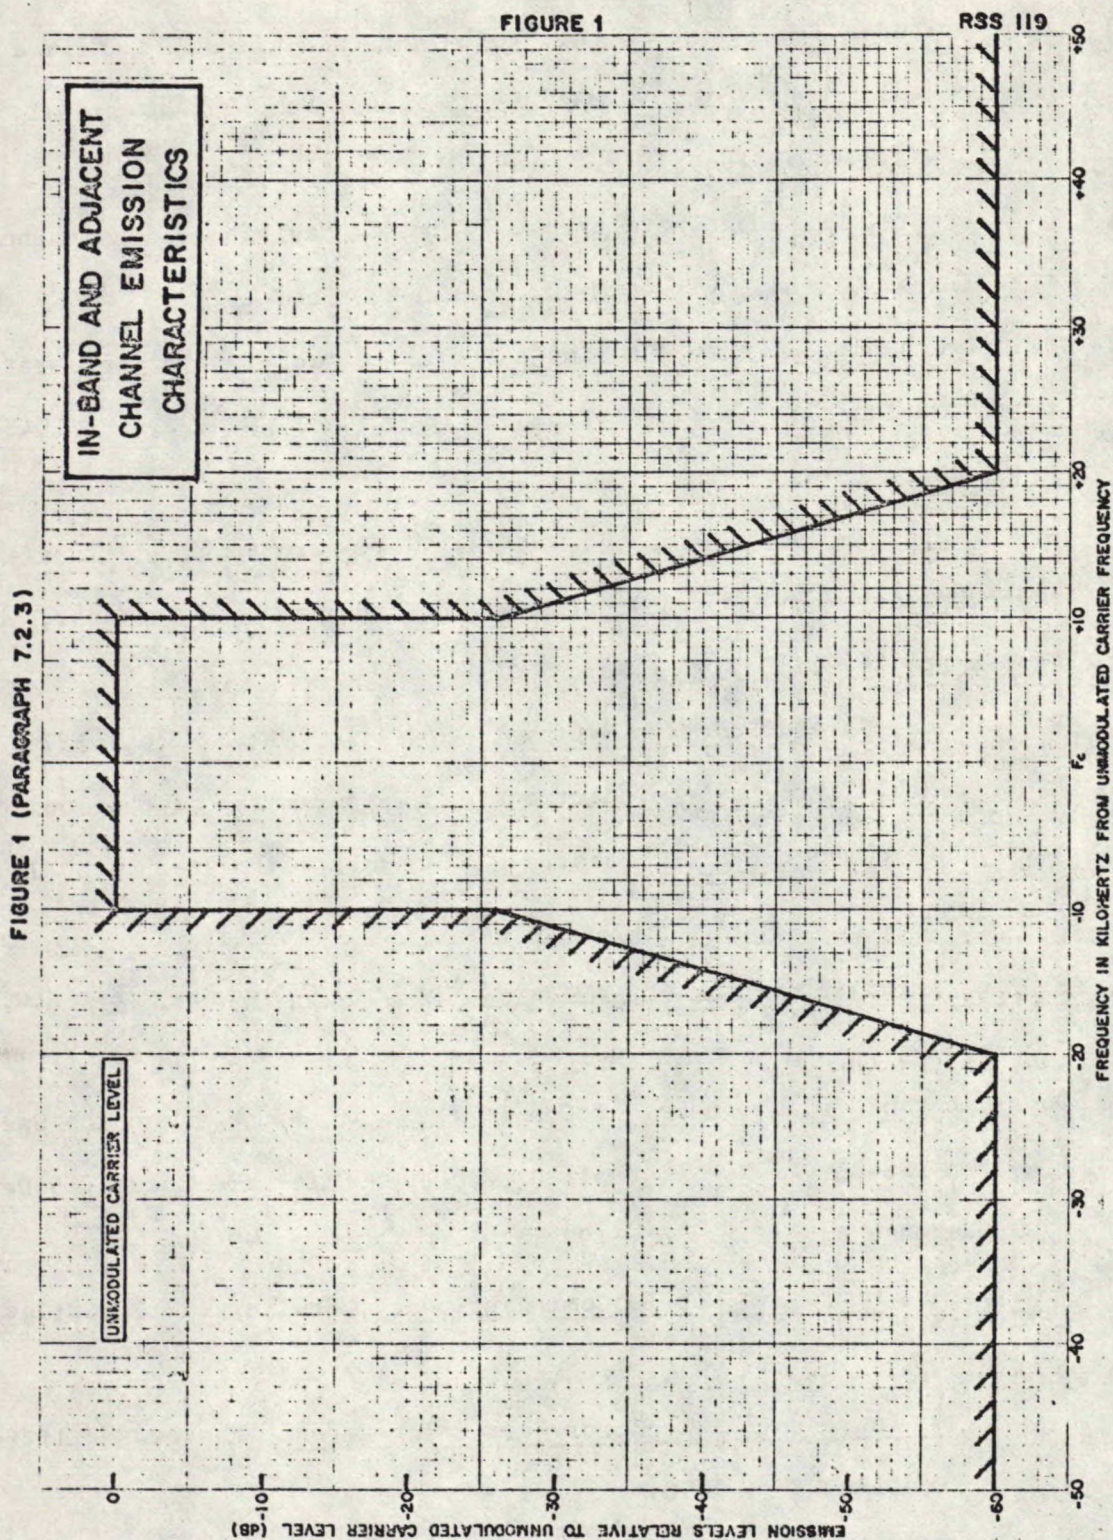 FIGURE 1
RSS 119
FIGURE 1 (PARAGRAPH 7.2.3)
IN-BAND AND ADJACENT
CHANNEL EMISSION
CHARACTERISTICS
UNMODULATED CARRIER LEVEL
EMISSION LEVELS RELATIVE TO UNMODULATED CARRIER LEVEL (dB)
0
-10
-20
-30
-40
-50
-60
-50
-40
-30
-20
-10
Fc
+10
+20
+30
+40
+50
FREQUENCY IN KILOHERTZ FROM UNMODULATED CARRIER FREQUENCY